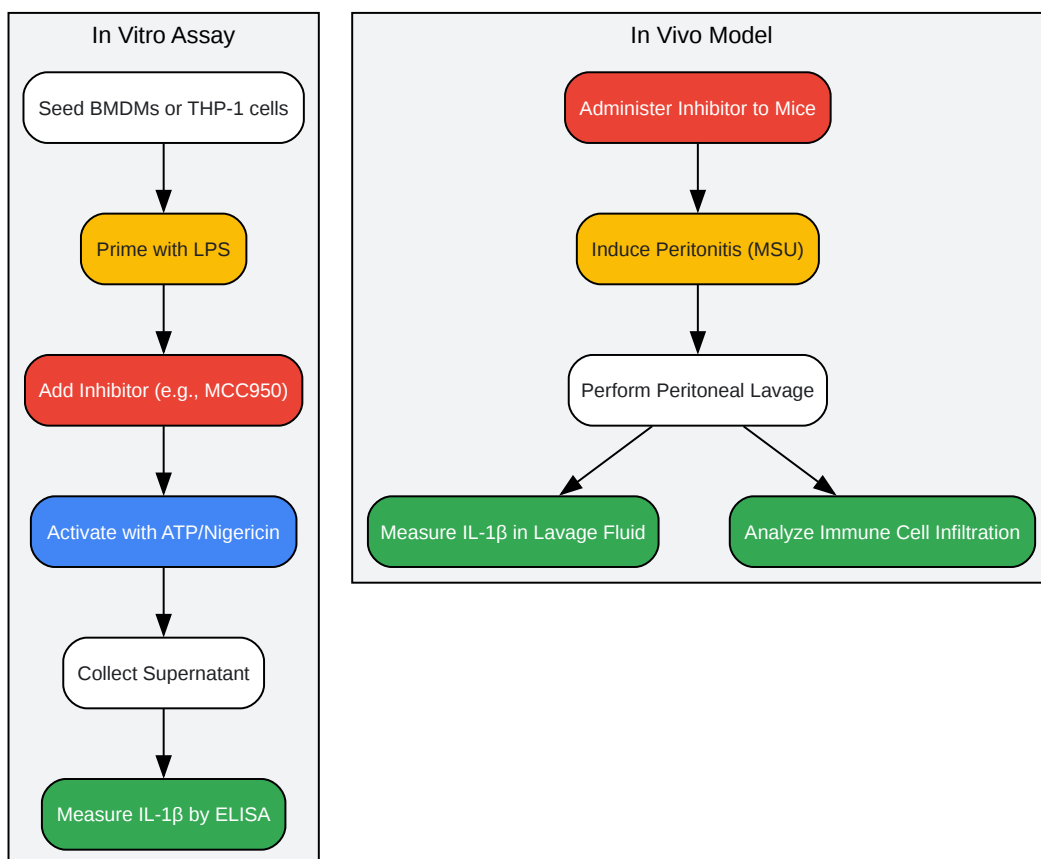 In Vitro Assay
Seed BMDMs or THP-1 cells
Prime with LPS
Add Inhibitor (e.g., MCC950)
Activate with ATP/Nigericin
Collect Supernatant
Measure IL-1β by ELISA
In Vivo Model
Administer Inhibitor to Mice
Induce Peritonitis (MSU)
Perform Peritoneal Lavage
Measure IL-1β in Lavage Fluid
Analyze Immune Cell Infiltration